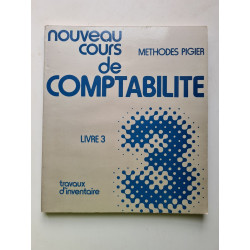 nouveau
cours
de
METHODES PIGIER
COMPTABILITE
LIVRE 3
3
travaux
d'inventaire